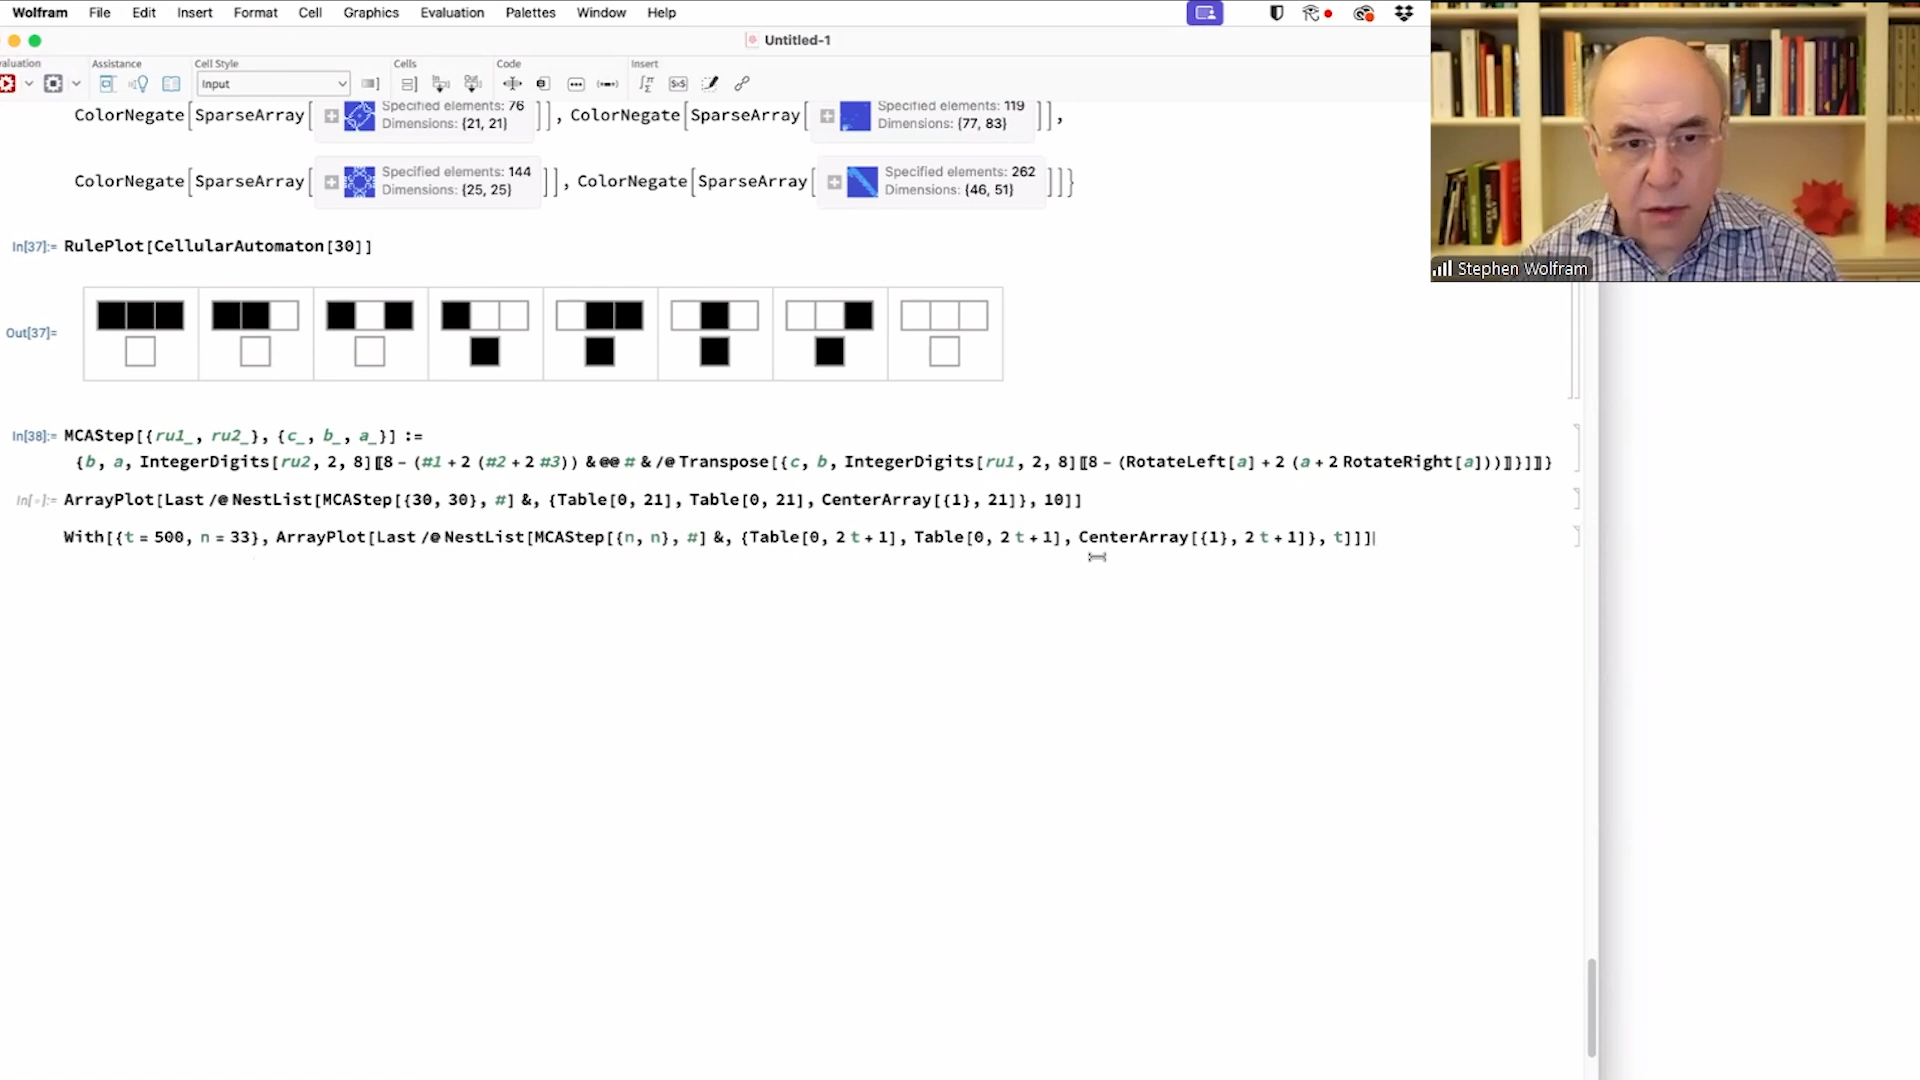 Wolfram File Edit Insert Format Cell Graphics Evaluation Palettes Window Help
Untitled-1
aluation Assistance Cell Style Cells Code Insert
Input
ColorNegate[SparseArray[ Specified elements: 76 Dimensions: {21, 21} ]], ColorNegate[SparseArray[ Specified elements: 119 Dimensions: {77, 83} ]],
ColorNegate[SparseArray[ Specified elements: 144 Dimensions: {25, 25} ]], ColorNegate[SparseArray[ Specified elements: 262 Dimensions: {46, 51} ]]}
Stephen Wolfram
In[37]:= RulePlot[CellularAutomaton[30]]
Out[37]=
In[38]:= MCAStep[{ru1_, ru2_}, {c_, b_, a_}] :=
{b, a, IntegerDigits[ru2, 2, 8]〚8 - (#1 + 2 (#2 + 2 #3)) & @@ # & /@ Transpose[{c, b, IntegerDigits[ru1, 2, 8]〚8 - (RotateLeft[a] + 2 (a + 2 RotateRight[a]))〛}]〛}
In[◦]:= ArrayPlot[Last /@ NestList[MCAStep[{30, 30}, #] &, {Table[0, 21], Table[0, 21], CenterArray[{1}, 21]}, 10]]
With[{t = 500, n = 33}, ArrayPlot[Last /@ NestList[MCAStep[{n, n}, #] &, {Table[0, 2 t + 1], Table[0, 2 t + 1], CenterArray[{1}, 2 t + 1]}, t]]]